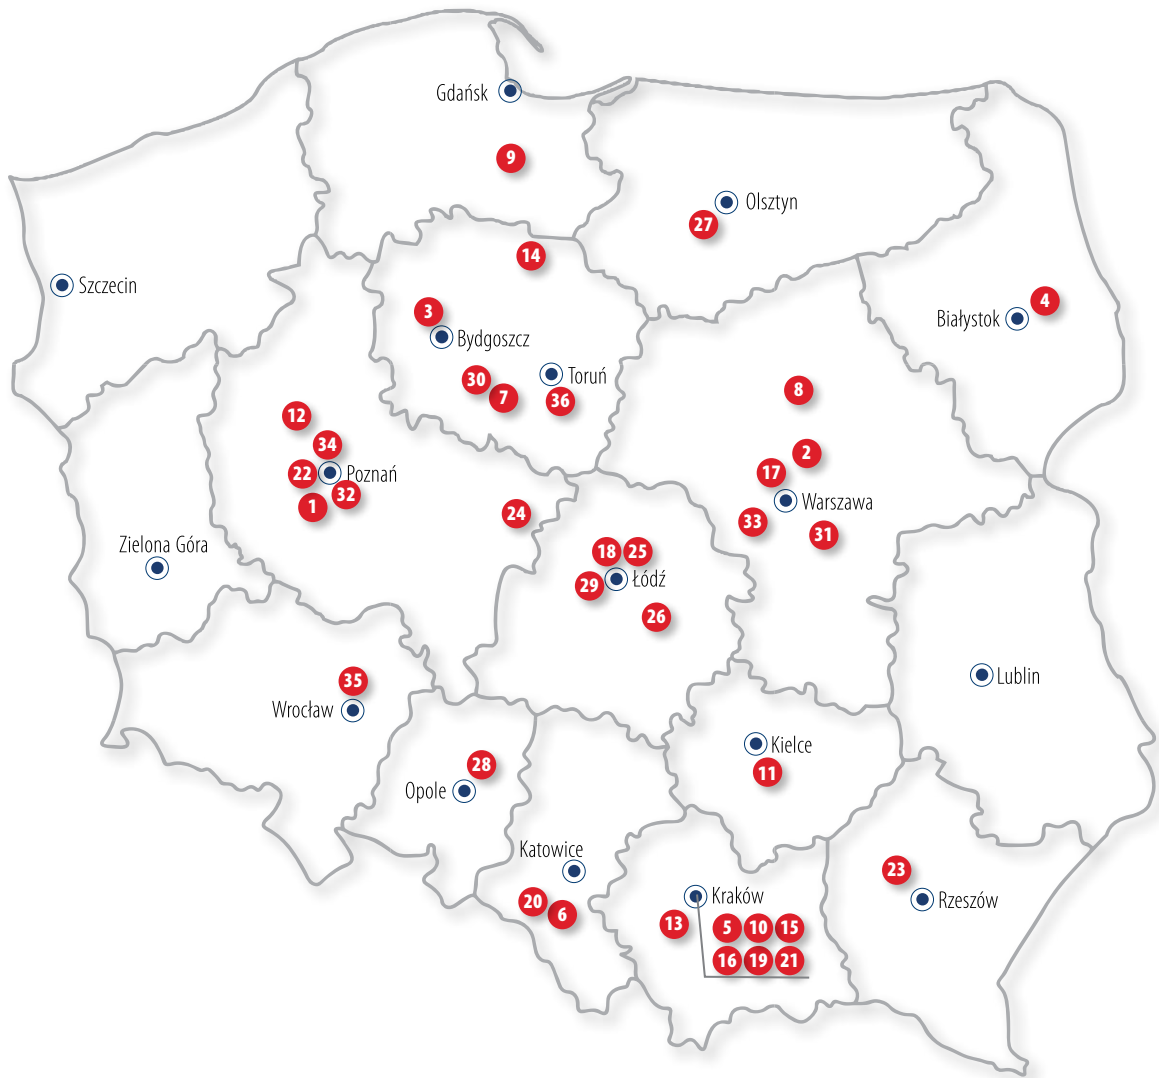 Gdańsk
9
Olsztyn
27
14
Szczecin
4
3
Białystok
Bydgoszcz
30
Toruń
7
36
8
12
34
2
22
Poznań
17
32
1
Warszawa
24
33
31
Zielona Góra
18
25
29
Łódź
26
Lublin
35
Wrocław
Kielce
28
11
Opole
Katowice
23
20
Kraków
Rzeszów
6
13
5 10 15
16 19 21